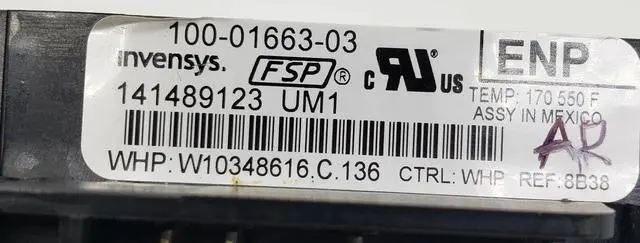 100-01663-03
invensys. FSP® c RU US ENP
141489123 UM1 TEMP: 170 550 F
ASSY IN MEXICO
AR
WHP: W10348616.C.136 CTRL: WHP REF:8B38